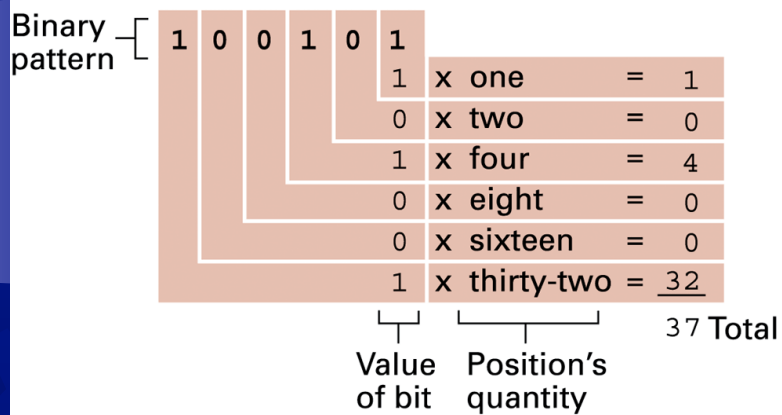 Binary
pattern
1 0 0 1 0 1
1 x one = 1
0 x two = 0
1 x four = 4
0 x eight = 0
0 x sixteen = 0
1 x thirty-two = 32
37 Total
Value
of bit
Position's
quantity